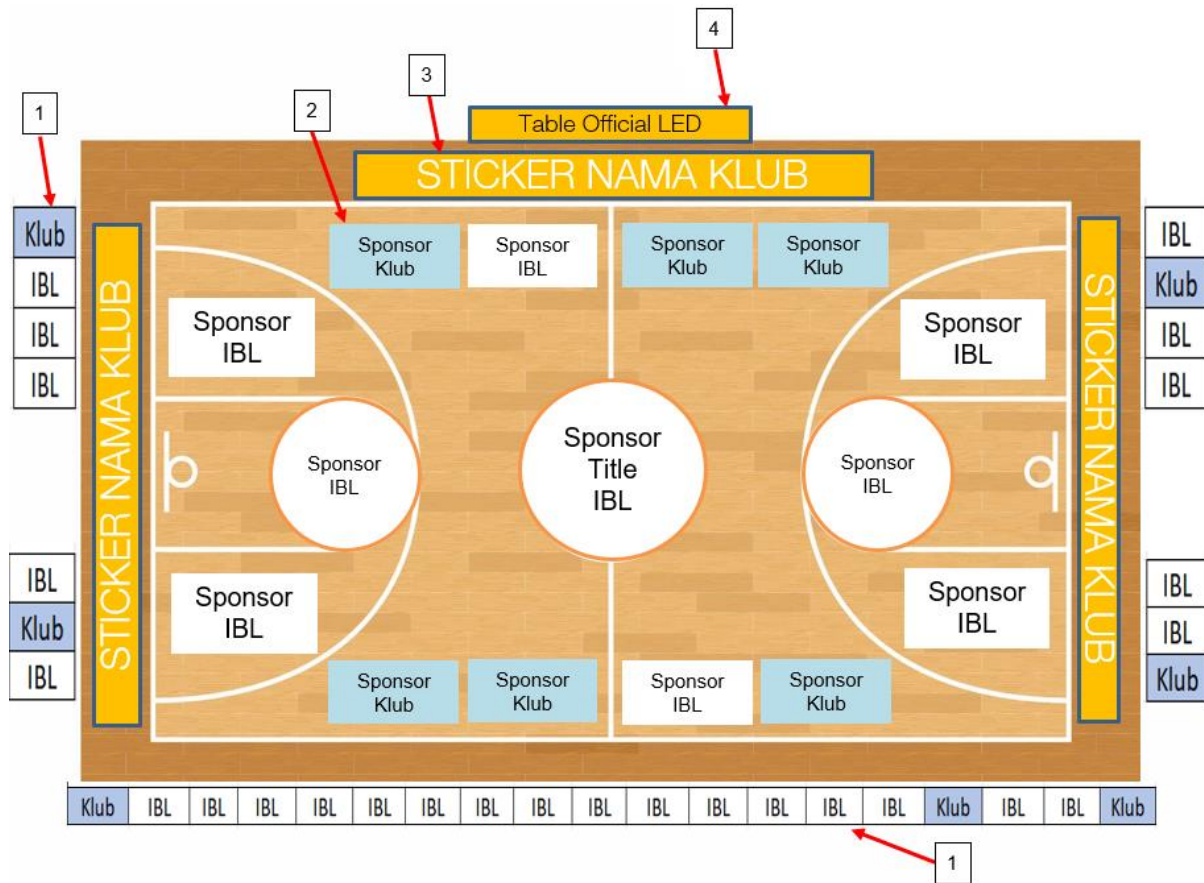 4
3
1
2
Table Official LED
STICKER NAMA KLUB
Klub
IBL
IBL
IBL
STICKER NAMA KLUB
IBL
Klub
IBL
Sponsor
Klub
Sponsor
IBL
Sponsor
Klub
Sponsor
Klub
Sponsor
IBL
Sponsor
IBL
Sponsor
IBL
Sponsor
Title
IBL
Sponsor
IBL
Sponsor
IBL
Sponsor
IBL
Sponsor
Klub
Sponsor
Klub
Sponsor
IBL
Sponsor
Klub
STICKER NAMA KLUB
IBL
Klub
IBL
IBL
IBL
IBL
Klub
Klub IBL IBL IBL IBL IBL IBL IBL IBL IBL IBL IBL IBL IBL IBL Klub IBL IBL Klub
1